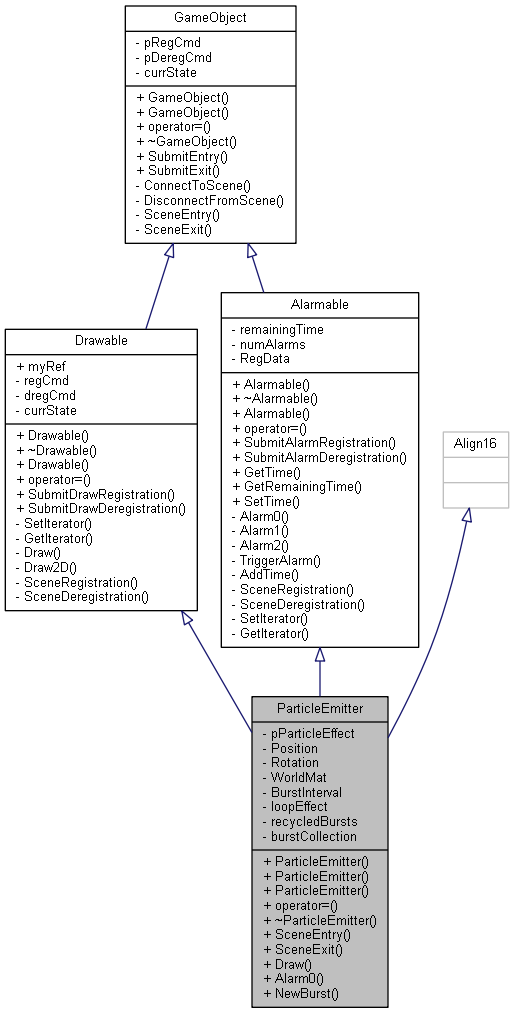 GameObject
- pRegCmd
- pDeregCmd
- currState
+ GameObject()
+ GameObject()
+ operator=()
+ ~GameObject()
+ SubmitEntry()
+ SubmitExit()
- ConnectToScene()
- DisconnectFromScene()
- SceneEntry()
- SceneExit()
Drawable
+ myRef
- regCmd
- dregCmd
- currState
+ Drawable()
+ ~Drawable()
+ Drawable()
+ operator=()
+ SubmitDrawRegistration()
+ SubmitDrawDeregistration()
- SetIterator()
- GetIterator()
- Draw()
- Draw2D()
- SceneRegistration()
- SceneDeregistration()
Alarmable
- remainingTime
- numAlarms
- RegData
+ Alarmable()
+ ~Alarmable()
+ Alarmable()
+ operator=()
+ SubmitAlarmRegistration()
+ SubmitAlarmDeregistration()
+ GetTime()
+ GetRemainingTime()
+ SetTime()
- Alarm0()
- Alarm1()
- Alarm2()
- TriggerAlarm()
- AddTime()
- SceneRegistration()
- SceneDeregistration()
- SetIterator()
- GetIterator()
Align16
ParticleEmitter
- pParticleEffect
- Position
- Rotation
- WorldMat
- BurstInterval
- loopEffect
- recycledBursts
- burstCollection
+ ParticleEmitter()
+ ParticleEmitter()
+ ParticleEmitter()
+ operator=()
+ ~ParticleEmitter()
+ SceneEntry()
+ SceneExit()
+ Draw()
+ Alarm0()
+ NewBurst()